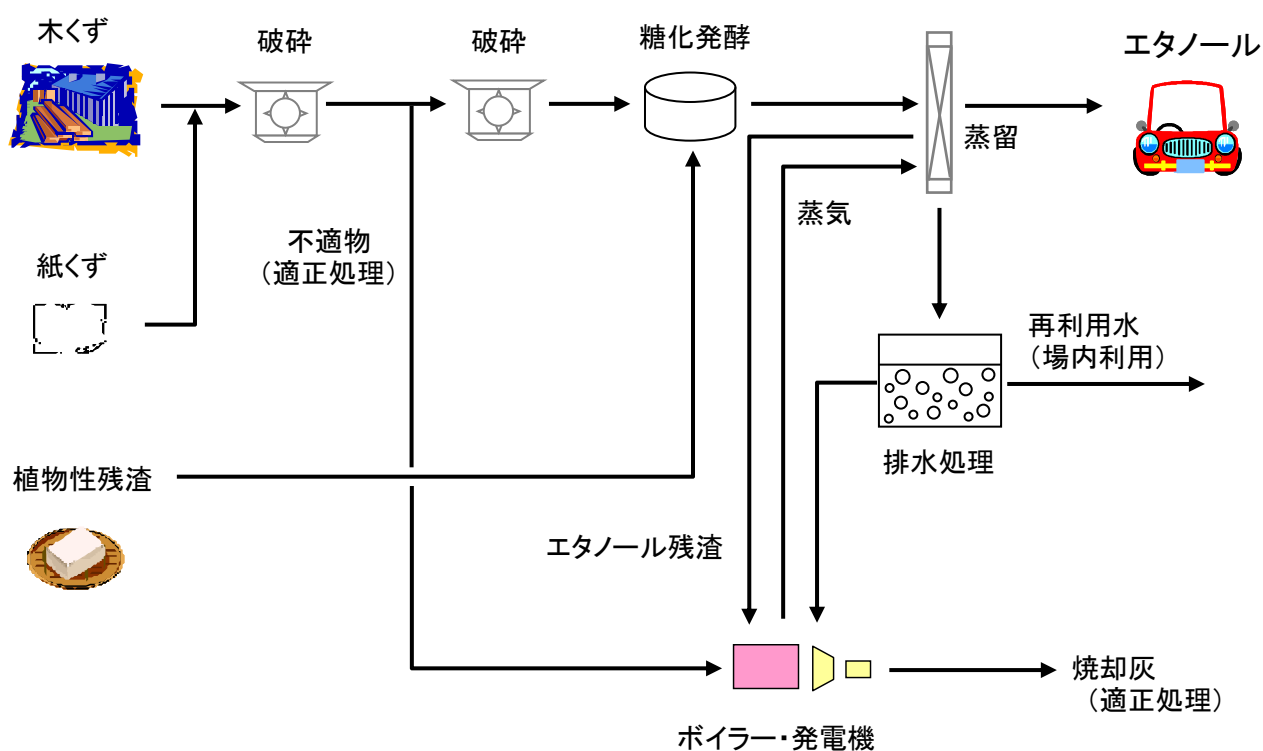 木くず
破砕
破砕
糖化発酵
エタノール
蒸留
蒸気
不適物
（適正処理）
紙くず
再利用水
（場内利用）
排水処理
植物性残渣
エタノール残渣
焼却灰
（適正処理）
ボイラー・発電機